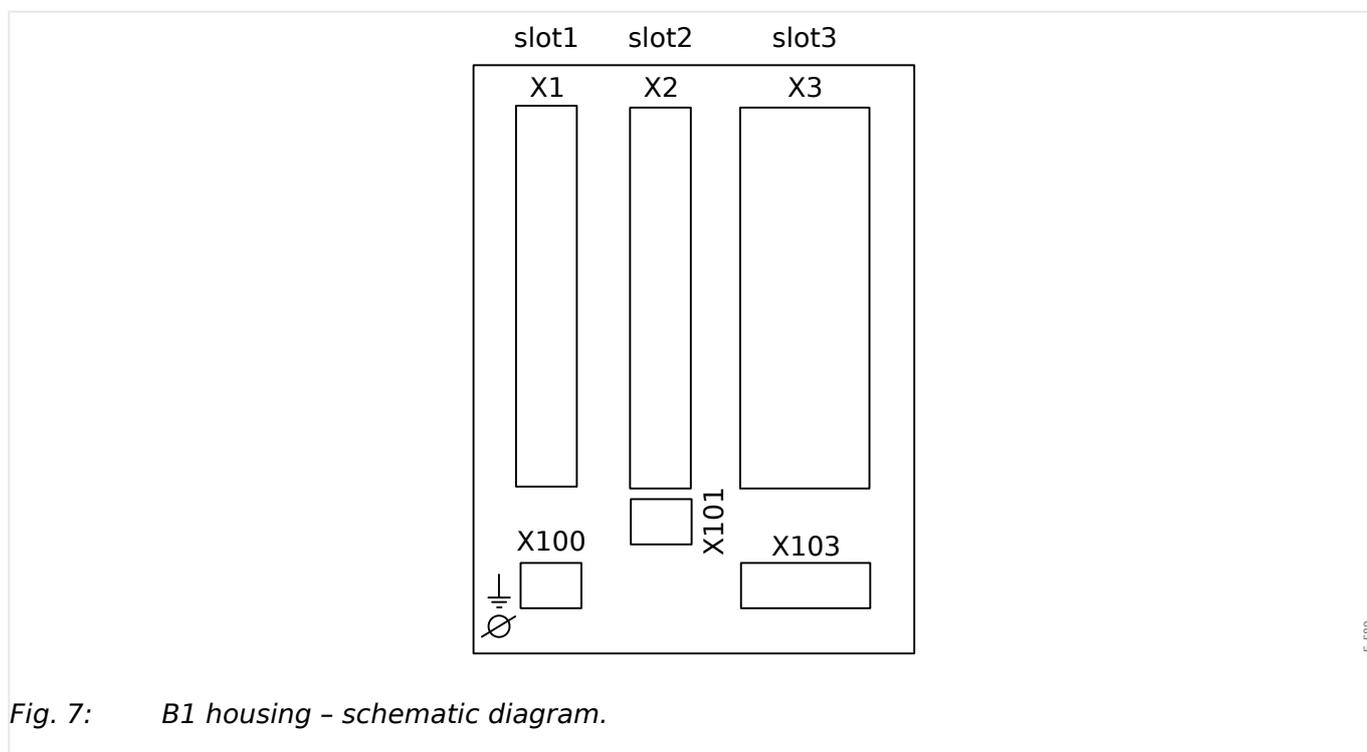 slot1 slot2 slot3
X1 X2 X3
X101
X100 X103
Fig. 7: B1 housing – schematic diagram.